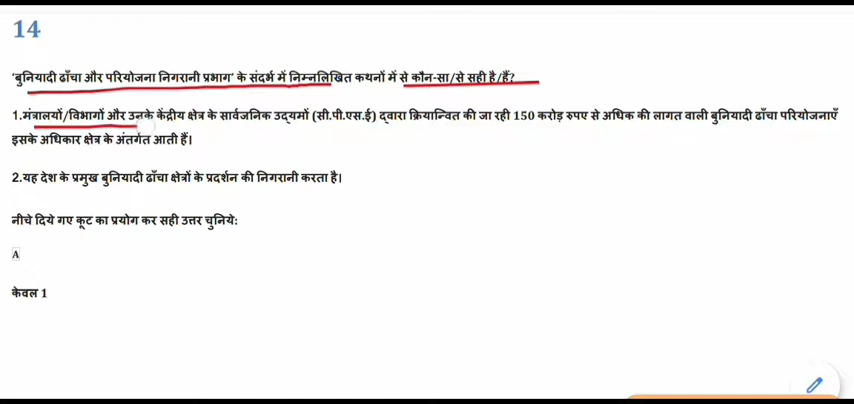 14
'बुनियादी ढाँचा और परियोजना निगरानी प्रभाग' के संदर्भ में निम्नलिखित कथनों में से कौन-सा/से सही है/हैं?
1.मंत्रालयों/विभागों और उनके केंद्रीय क्षेत्र के सार्वजनिक उद्यमों (सी.पी.एस.ई) द्वारा क्रियान्वित की जा रही 150 करोड़ रुपए से अधिक की लागत वाली बुनियादी ढाँचा परियोजनाएँ
इसके अधिकार क्षेत्र के अंतर्गत आती हैं।
2.यह देश के प्रमुख बुनियादी ढाँचा क्षेत्रों के प्रदर्शन की निगरानी करता है।
नीचे दिये गए कूट का प्रयोग कर सही उत्तर चुनिये:
A
केवल 1